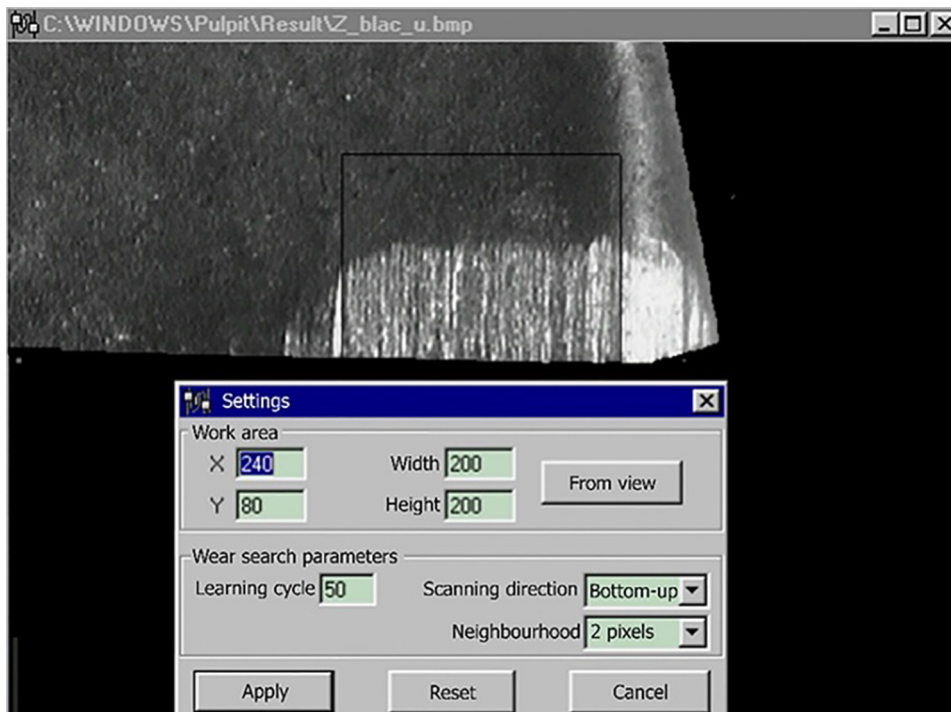 C:\WINDOWS\Pulpit\Result\Z_blac_u.bmp
Settings
Work area
X 240 Width 200 From view
Y 80 Height 200
Wear search parameters
Learning cycle 50 Scanning direction Bottom-up
Neighbourhood 2 pixels
Apply Reset Cancel